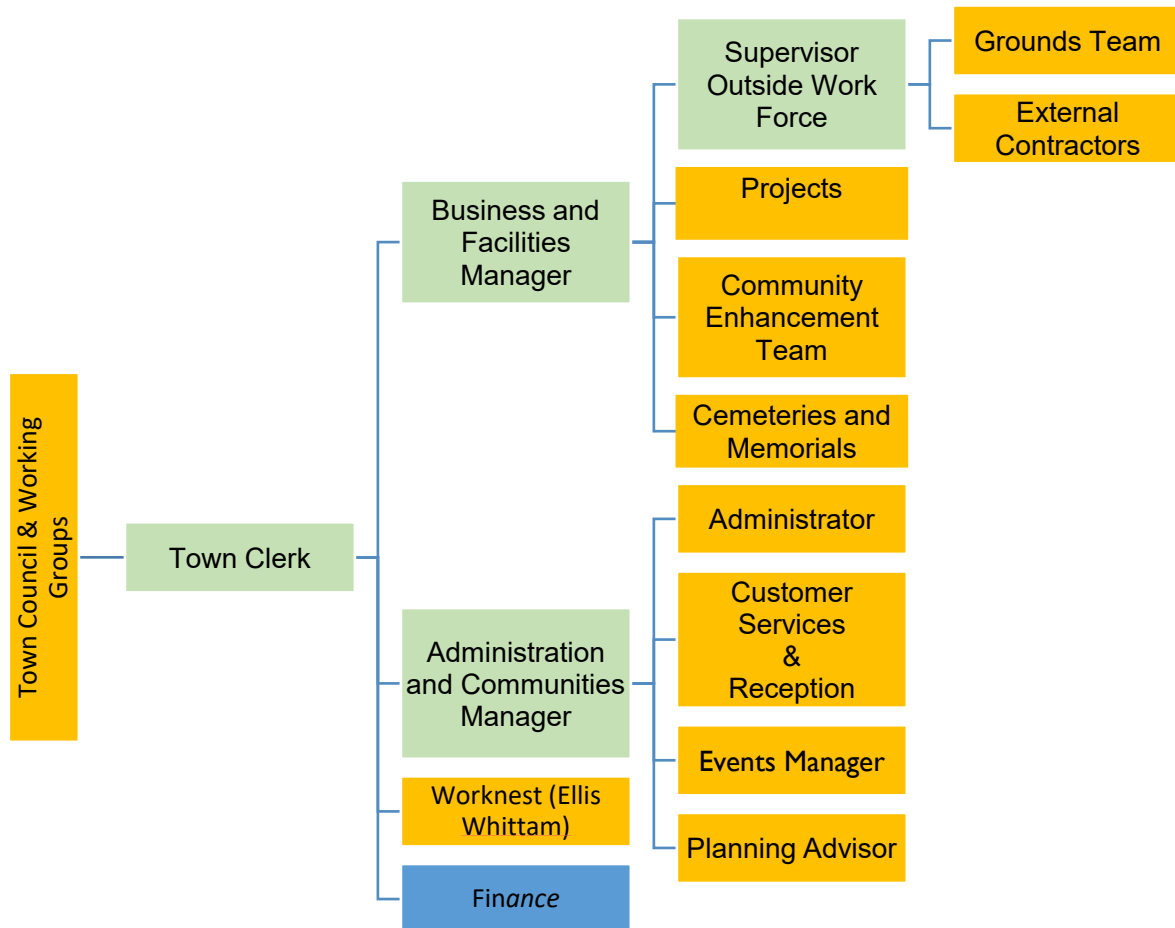 Town Council & Working
Groups
Town Clerk
Business and
Facilities
Manager
Supervisor
Outside Work
Force
Grounds Team
External
Contractors
Projects
Community
Enhancement
Team
Cemeteries and
Memorials
Administration
and Communities
Manager
Administrator
Customer
Services
&
Reception
Events Manager
Planning Advisor
Worknest (Ellis
Whittam)
Finance